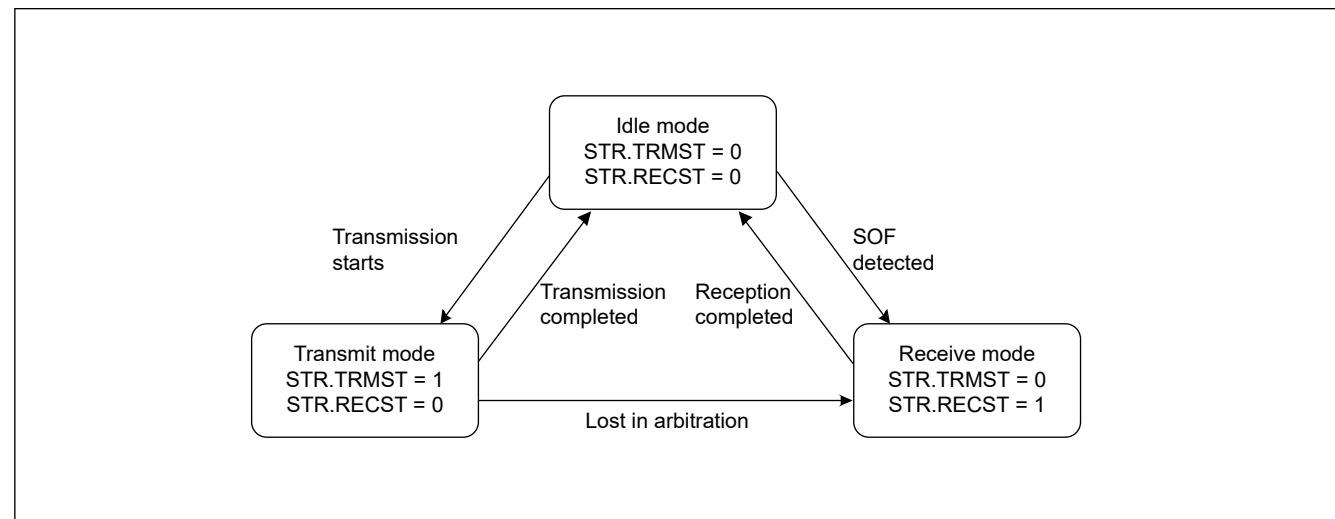 Idle mode
STR.TRMST = 0
STR.RECST = 0
Transmission
starts
SOF
detected
Transmission
completed
Reception
completed
Transmit mode
STR.TRMST = 1
STR.RECST = 0
Receive mode
STR.TRMST = 0
STR.RECST = 1
Lost in arbitration